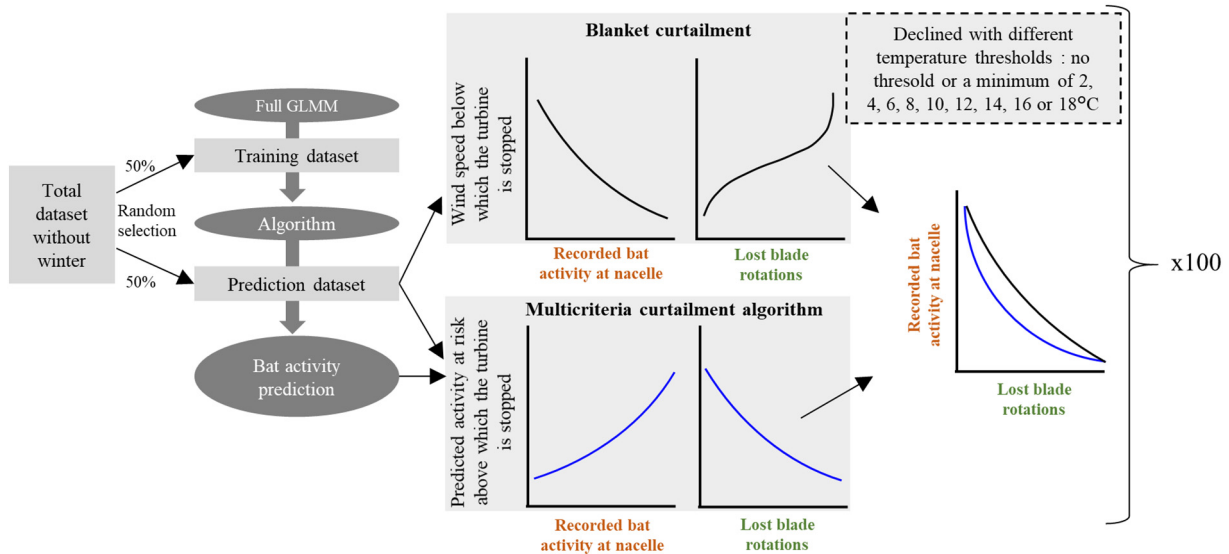 Total
dataset
without
winter
50%
Random
selection
50%
Full GLMM
Training dataset
Algorithm
Prediction dataset
Bat activity
prediction
Blanket curtailment
Wind speed below
which the turbine
is stopped
Recorded bat
activity at nacelle
Lost blade
rotations
Multicriteria curtailment algorithm
Predicted activity at risk
above which the turbine
is stopped
Recorded bat
activity at nacelle
Lost blade
rotations
Declined with different
temperature thresholds : no
thresold or a minimum of 2,
4, 6, 8, 10, 12, 14, 16 or 18°C
Recorded bat
activity at nacelle
Lost blade
rotations
x100